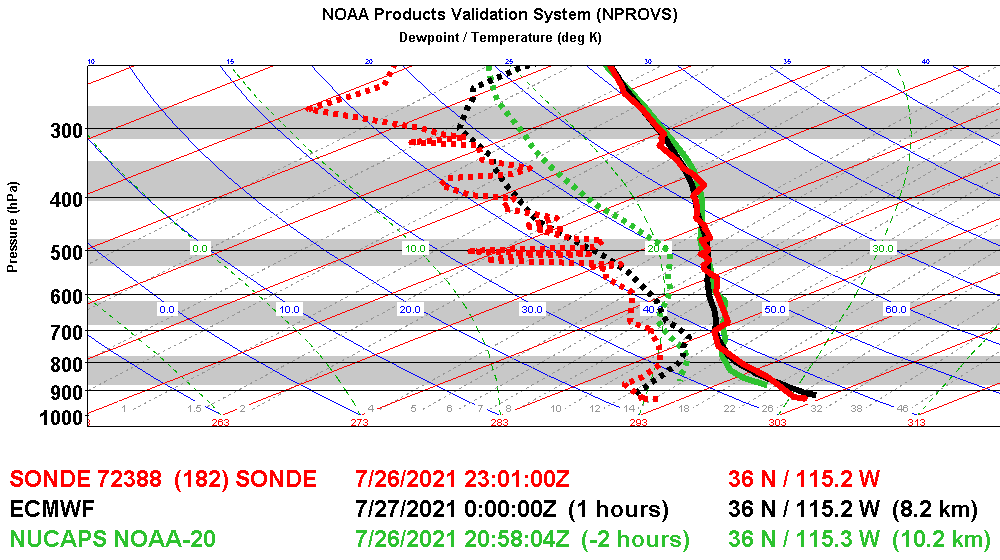 NOAA Products Validation System (NPROVS)
Dewpoint / Temperature (deg K)
10 15 20 25 30 35 40
Pressure (hPa)
300
400
0.0 10.0 20. 30.0
500
600
0.0 10.0 20.0 30.0 40. 50.0 60.0
700
800
900
1 1.5 2 4 5 6 7 8 10 12 14 18 22 26 32 38 46
1000
263 273 283 293 303 313
SONDE 72388 (182) SONDE 7/26/2021 23:01:00Z 36 N / 115.2 W
ECMWF 7/27/2021 0:00:00Z (1 hours) 36 N / 115.2 W (8.2 km)
NUCAPS NOAA-20 7/26/2021 20:58:04Z (-2 hours) 36 N / 115.3 W (10.2 km)